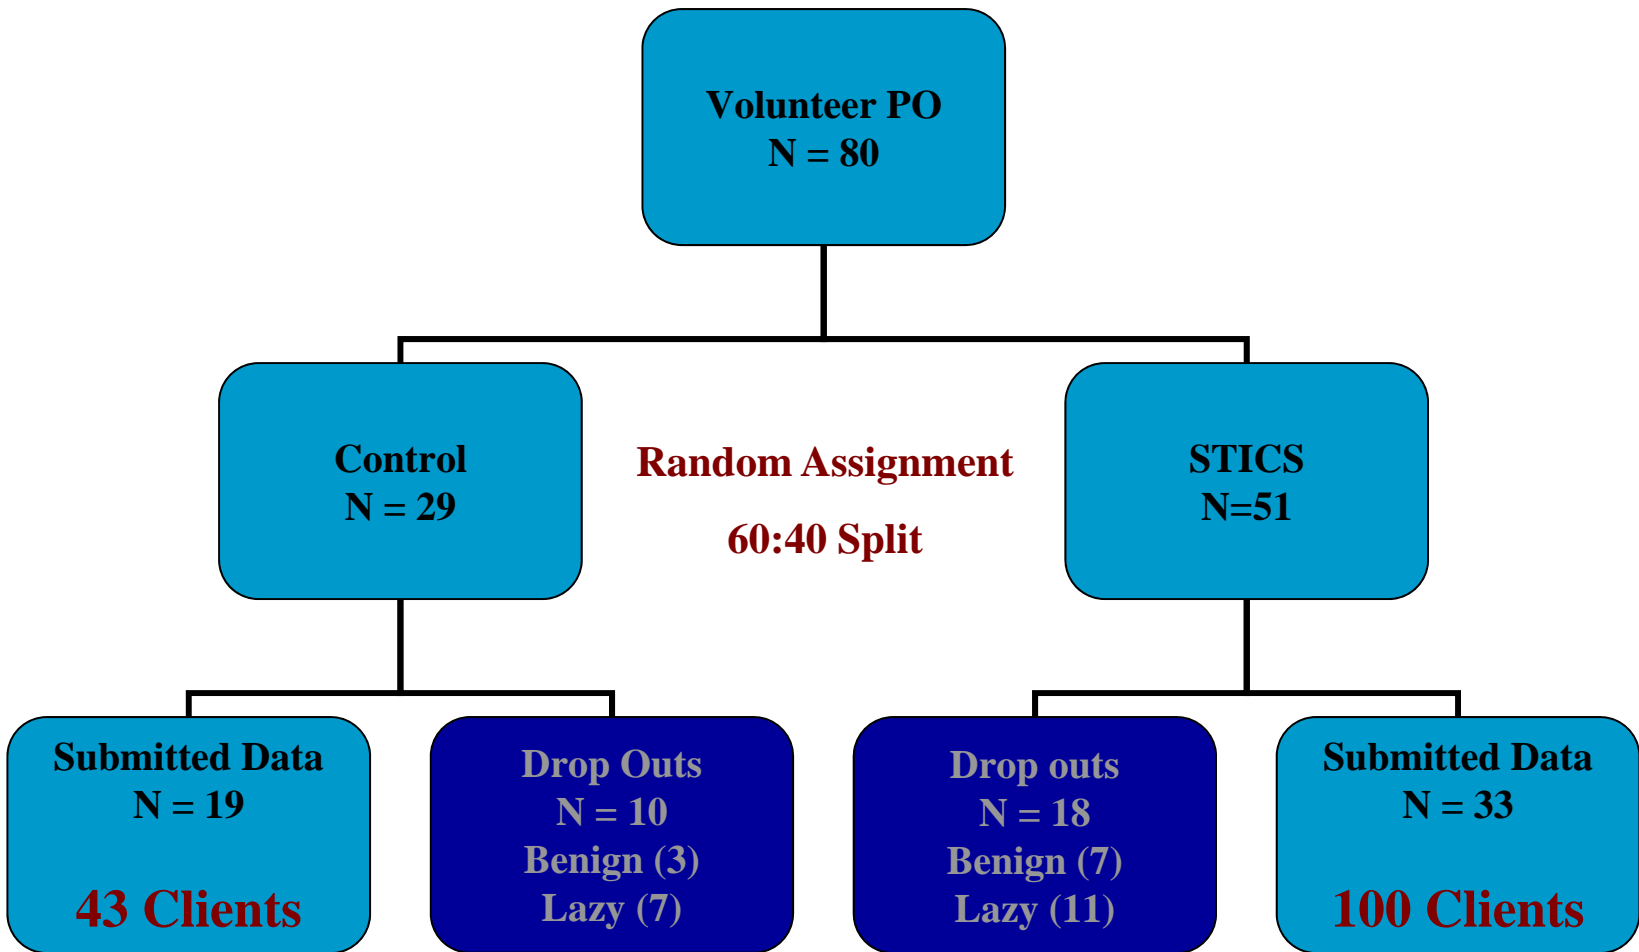 Volunteer PO
N = 80
Control
N = 29
Random Assignment
60:40 Split
STICS
N=51
Submitted Data
N = 19
43 Clients
Drop Outs
N = 10
Benign (3)
Lazy (7)
Drop outs
N = 18
Benign (7)
Lazy (11)
Submitted Data
N = 33
100 Clients